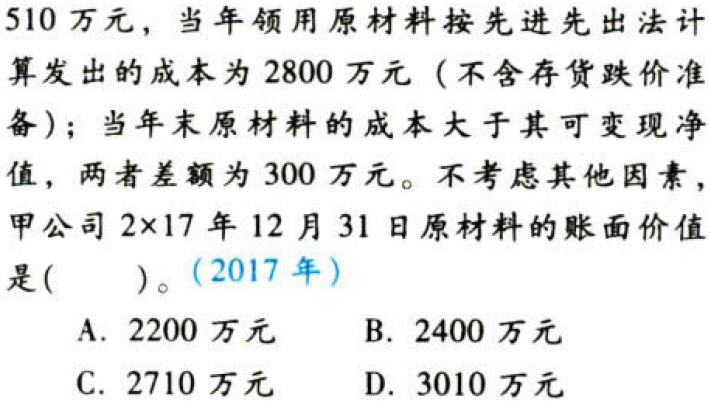 510 万元，当年领用原材料按先进先出法计
算发出的成本为 2800 万元（不含存货跌价准
备）；当年末原材料的成本大于其可变现净
值，两者差额为 300 万元。不考虑其他因素，
甲公司 2×17 年 12 月 31 日原材料的账面价值
是(　　)。（2017 年）
A. 2200 万元　　B. 2400 万元
C. 2710 万元　　D. 3010 万元